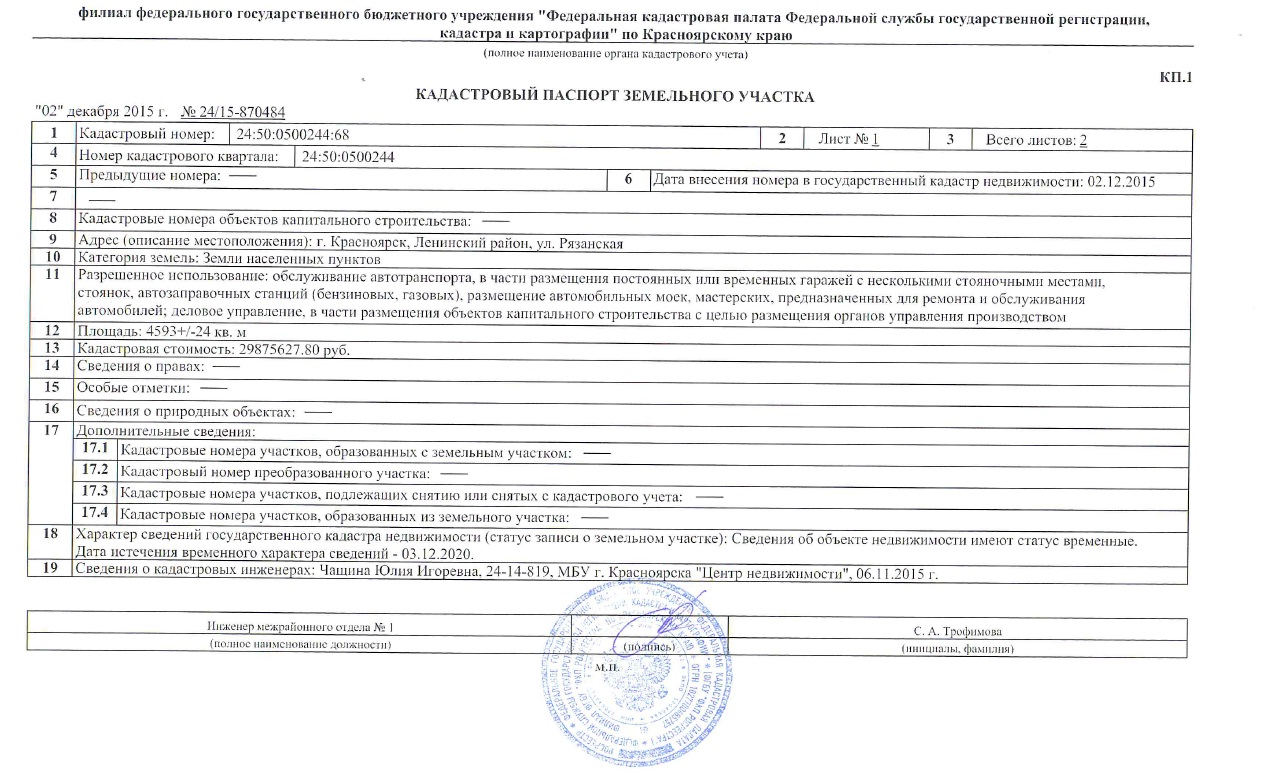 филиал федерального государственного бюджетного учреждения "Федеральная кадастровая палата Федеральной службы государственной регистрации,
кадастра и картографии" по Красноярскому краю
(полное наименование органа кадастрового учета)
КП.1
КАДАСТРОВЫЙ ПАСПОРТ ЗЕМЕЛЬНОГО УЧАСТКА
"02" декабря 2015 г. № 24/15-870484
1 Кадастровый номер: 24:50:0500244:68 2 Лист № 1 3 Всего листов: 2
4 Номер кадастрового квартала: 24:50:0500244
5 Предыдущие номера: —— 6 Дата внесения номера в государственный кадастр недвижимости: 02.12.2015
7 ——
8 Кадастровые номера объектов капитального строительства: ——
9 Адрес (описание местоположения): г. Красноярск, Ленинский район, ул. Рязанская
10 Категория земель: Земли населенных пунктов
11 Разрешенное использование: обслуживание автотранспорта, в части размещения постоянных или временных гаражей с несколькими стояночными местами,
стоянок, автозаправочных станций (бензиновых, газовых), размещение автомобильных моек, мастерских, предназначенных для ремонта и обслуживания
автомобилей; деловое управление, в части размещения объектов капитального строительства с целью размещения органов управления производством
12 Площадь: 4593+/-24 кв. м
13 Кадастровая стоимость: 29875627.80 руб.
14 Сведения о правах: ——
15 Особые отметки: ——
16 Сведения о природных объектах: ——
17 Дополнительные сведения:
17.1 Кадастровые номера участков, образованных с земельным участком: ——
17.2 Кадастровый номер преобразованного участка: ——
17.3 Кадастровые номера участков, подлежащих снятию или снятых с кадастрового учета: ——
17.4 Кадастровые номера участков, образованных из земельного участка: ——
18 Характер сведений государственного кадастра недвижимости (статус записи о земельном участке): Сведения об объекте недвижимости имеют статус временные.
Дата истечения временного характера сведений - 03.12.2020.
19 Сведения о кадастровых инженерах: Чащина Юлия Игоревна, 24-14-819, МБУ г. Красноярска "Центр недвижимости", 06.11.2015 г.
Инженер межрайонного отдела № 1 С. А. Трофимова
(полное наименование должности) (подпись) (инициалы, фамилия)
М.П.